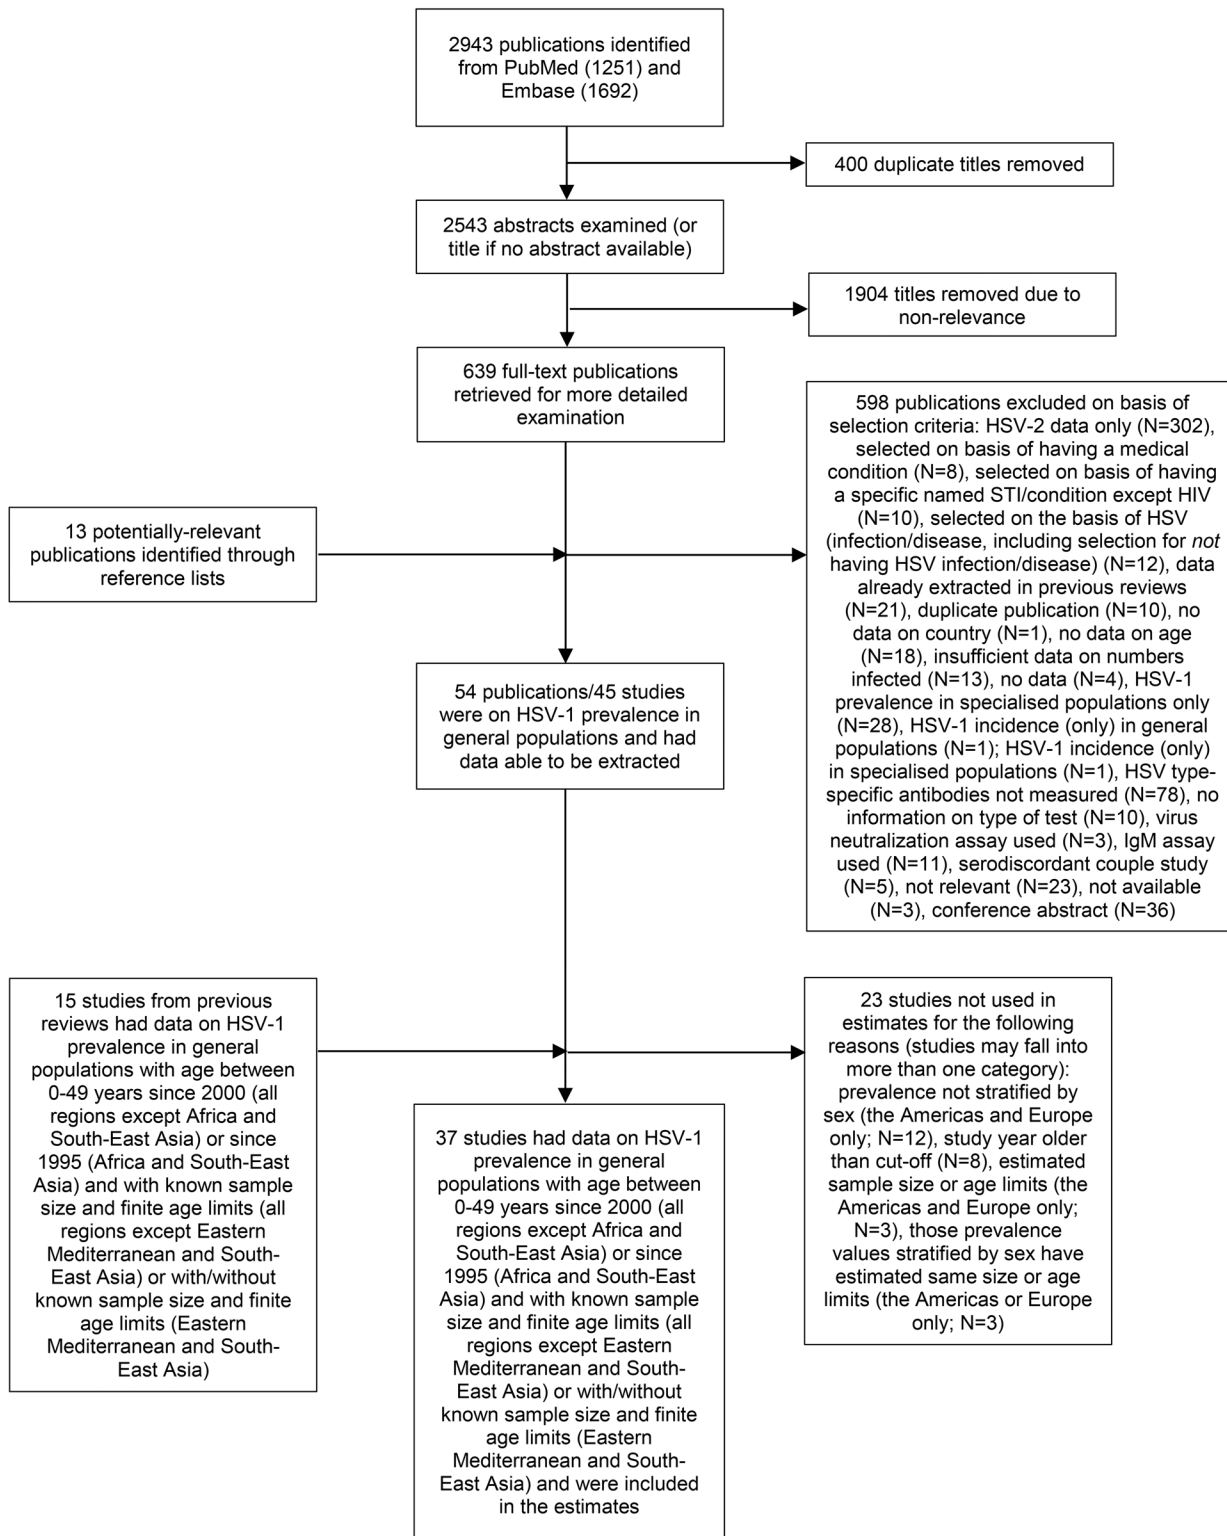 2943 publications identified
from PubMed (1251) and
Embase (1692)
400 duplicate titles removed
2543 abstracts examined (or
title if no abstract available)
1904 titles removed due to
non-relevance
639 full-text publications
retrieved for more detailed
examination
598 publications excluded on basis of
selection criteria: HSV-2 data only (N=302),
selected on basis of having a medical
condition (N=8), selected on basis of having
a specific named STI/condition except HIV
(N=10), selected on the basis of HSV
(infection/disease, including selection for not
having HSV infection/disease) (N=12), data
already extracted in previous reviews
(N=21), duplicate publication (N=10), no
data on country (N=1), no data on age
(N=18), insufficient data on numbers
infected (N=13), no data (N=4), HSV-1
prevalence in specialised populations only
(N=28), HSV-1 incidence (only) in general
populations (N=1); HSV-1 incidence (only)
in specialised populations (N=1), HSV type-
specific antibodies not measured (N=78), no
information on type of test (N=10), virus
neutralization assay used (N=3), IgM assay
used (N=11), serodiscordant couple study
(N=5), not relevant (N=23), not available
(N=3), conference abstract (N=36)
13 potentially-relevant
publications identified through
reference lists
54 publications/45 studies
were on HSV-1 prevalence in
general populations and had
data able to be extracted
15 studies from previous
reviews had data on HSV-1
prevalence in general
populations with age between
0-49 years since 2000 (all
regions except Africa and
South-East Asia) or since
1995 (Africa and South-East
Asia) and with known sample
size and finite age limits (all
regions except Eastern
Mediterranean and South-
East Asia) or with/without
known sample size and finite
age limits (Eastern
Mediterranean and South-
East Asia)
23 studies not used in
estimates for the following
reasons (studies may fall into
more than one category):
prevalence not stratified by
sex (the Americas and Europe
only; N=12), study year older
than cut-off (N=8), estimated
sample size or age limits (the
Americas and Europe only;
N=3), those prevalence
values stratified by sex have
estimated same size or age
limits (the Americas or Europe
only; N=3)
37 studies had data on HSV-1
prevalence in general
populations with age between
0-49 years since 2000 (all
regions except Africa and
South-East Asia) or since
1995 (Africa and South-East
Asia) and with known sample
size and finite age limits (all
regions except Eastern
Mediterranean and South-
East Asia) or with/without
known sample size and finite
age limits (Eastern
Mediterranean and South-
East Asia) and were included
in the estimates